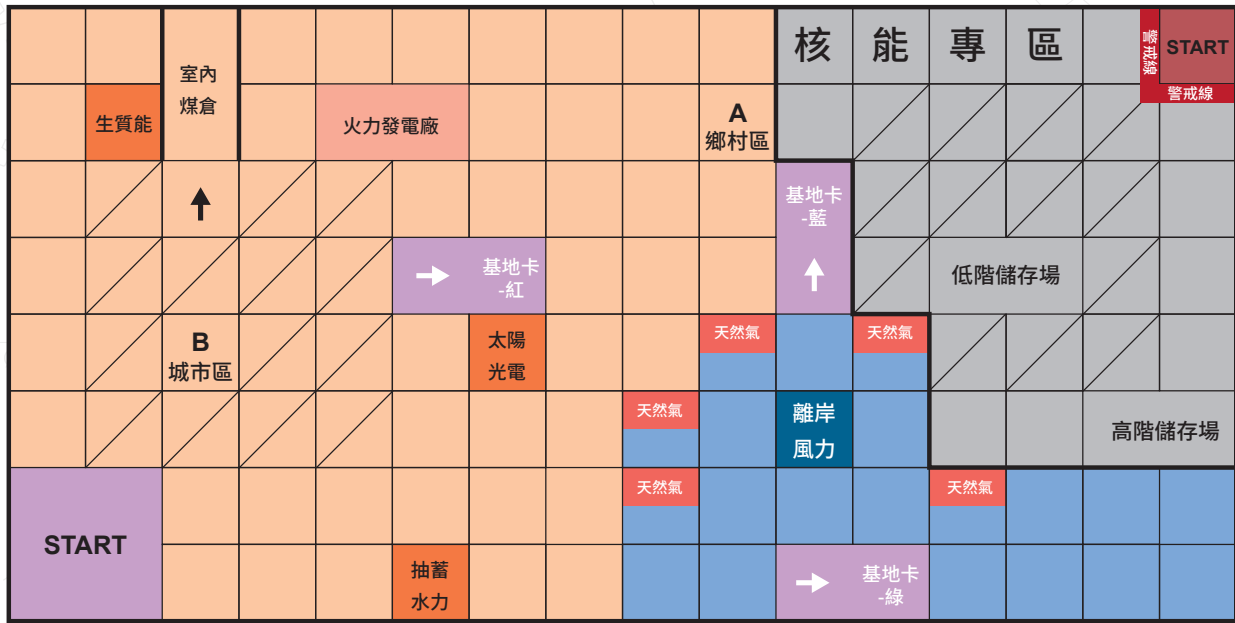 核能專區
警戒線
START
警戒線
室內
煤倉
生質能
火力發電廠
A
鄉村區
基地卡
-藍
基地卡
-紅
低階儲存場
B
城市區
太陽
光電
天然氣
天然氣
天然氣
離岸
風力
高階儲存場
天然氣
天然氣
START
抽蓄
水力
基地卡
-綠